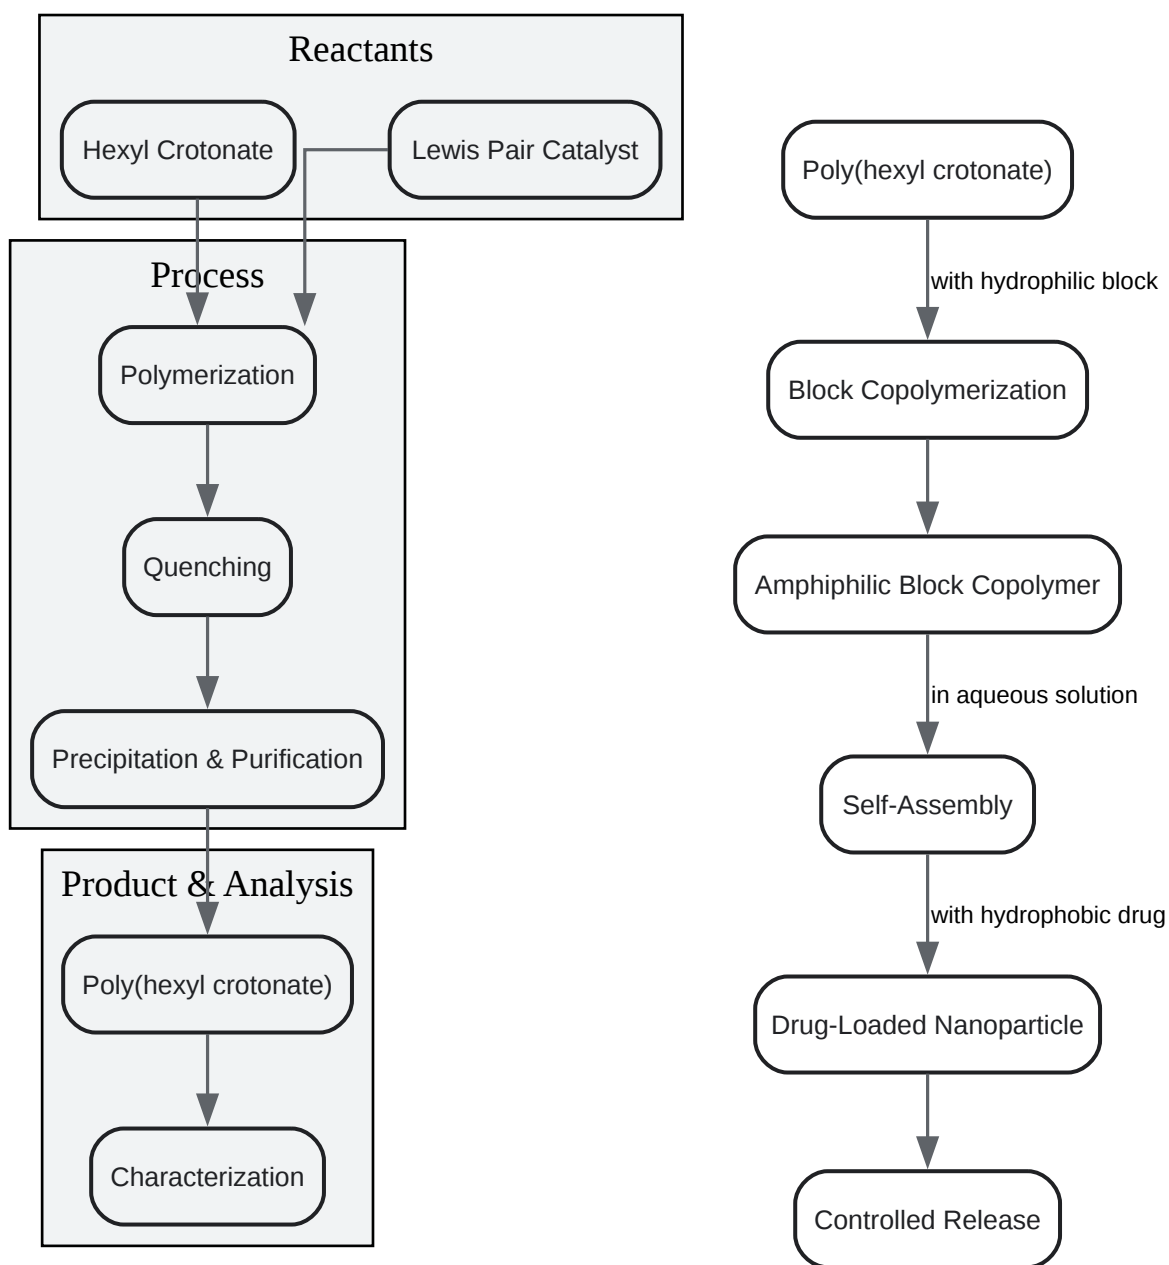 Reactants
Hexyl Crotonate
Lewis Pair Catalyst
Process
Polymerization
Quenching
Precipitation & Purification
Product & Analysis
Poly(hexyl crotonate)
Characterization
Poly(hexyl crotonate)
with hydrophilic block
Block Copolymerization
Amphiphilic Block Copolymer
in aqueous solution
Self-Assembly
with hydrophobic drug
Drug-Loaded Nanoparticle
Controlled Release